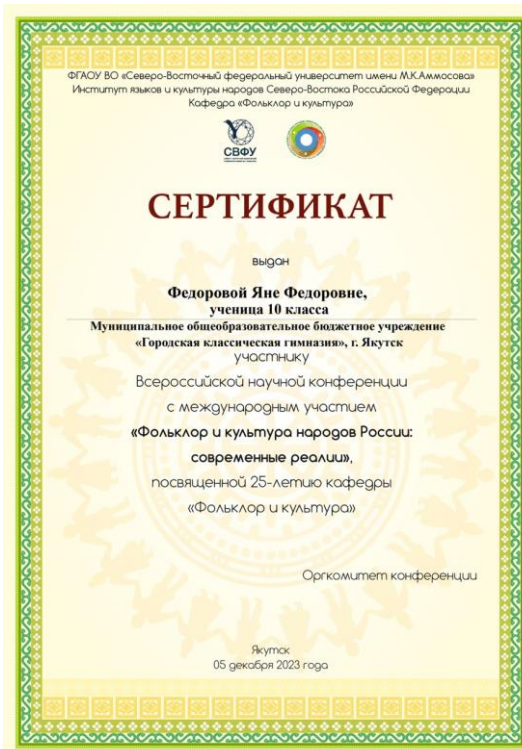 ФГАОУ ВО «Северо-Восточный федеральный университет имени М.К.Аммосова»
Институт языков и культуры народов Северо-Востока Российской Федерации
Кафедра «Фольклор и культура»
СВФУ
СЕРТИФИКАТ
выдан
Федоровой Яне Федоровне,
ученица 10 класса
Муниципальное общеобразовательное бюджетное учреждение
«Городская классическая гимназия», г. Якутск
участнику
Всероссийской научной конференции
с международным участием
«Фольклор и культура народов России:
современные реалии»,
посвященной 25-летию кафедры
«Фольклор и культура»
Оргкомитет конференции
Якутск
05 декабря 2023 года